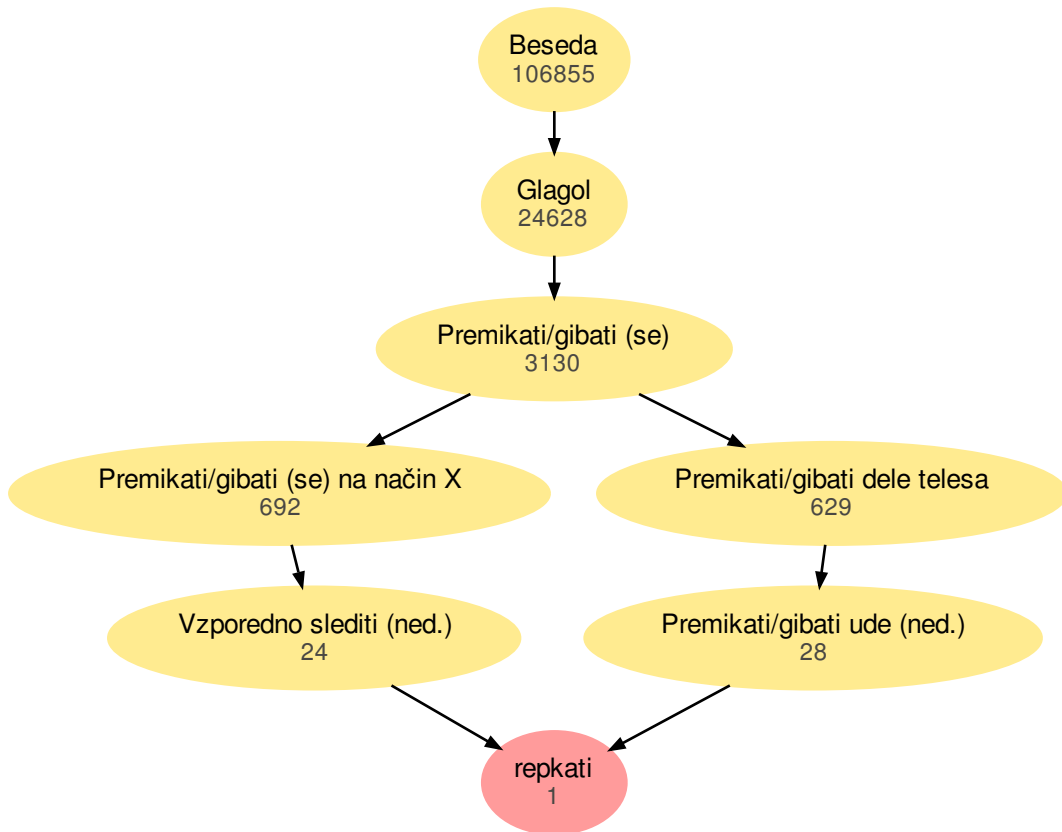 Beseda
106855
Glagol
24628
Premikati/gibati (se)
3130
Premikati/gibati (se) na način X
692
Premikati/gibati dele telesa
629
Vzporedno slediti (ned.)
24
Premikati/gibati ude (ned.)
28
repkati
1